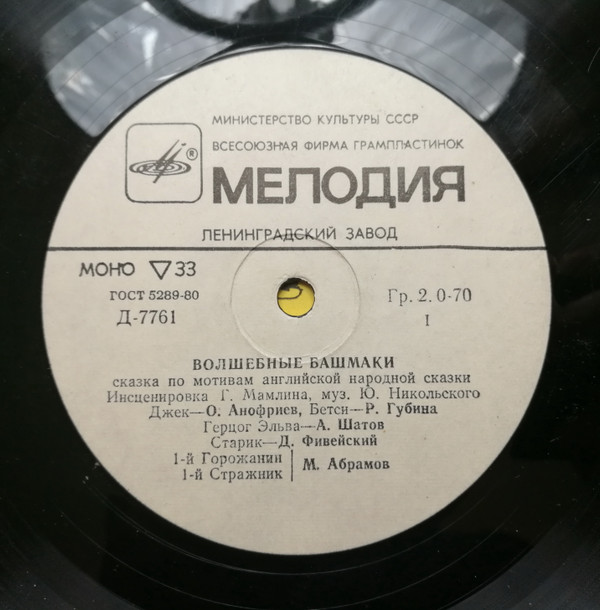 МИНИСТЕРСТВО КУЛЬТУРЫ СССР
ВСЕСОЮЗНАЯ ФИРМА ГРАМПЛАСТИНОК
® МЕЛОДИЯ
ЛЕНИНГРАДСКИЙ ЗАВОД
МОНО ▽ 33
ГОСТ 5289-80
Гр. 2. 0-70
Д-7761
I
ВОЛШЕБНЫЕ БАШМАКИ
сказка по мотивам английской народной сказки
Инсценировка Г. Мамлина, муз. Ю. Никольского
Джек—О. Анофриев, Бетси—Р. Губина
Герцог Эльва—А. Шатов
Старик—Д. Фивейский
1-й Горожании
1-й Стражник
М. Абрамов